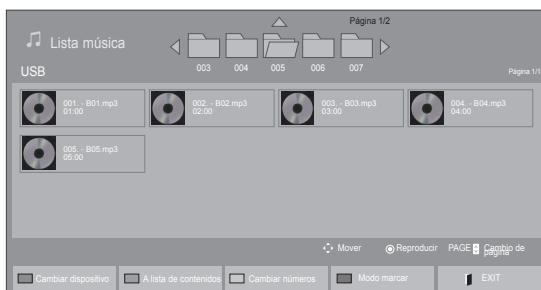 Página 1/2
Lista música
003 004 005 006 007
USB
Página 1/1
001. - B01.mp3
01:00
002. - B02.mp3
02:00
003. - B03.mp3
03:00
004. - B04.mp3
04:00
005. - B05.mp3
05:00
Mover Reproducir PAGE Cambio de
página
Cambiar dispositivo A lista de contenidos Cambiar números Modo marcar EXIT